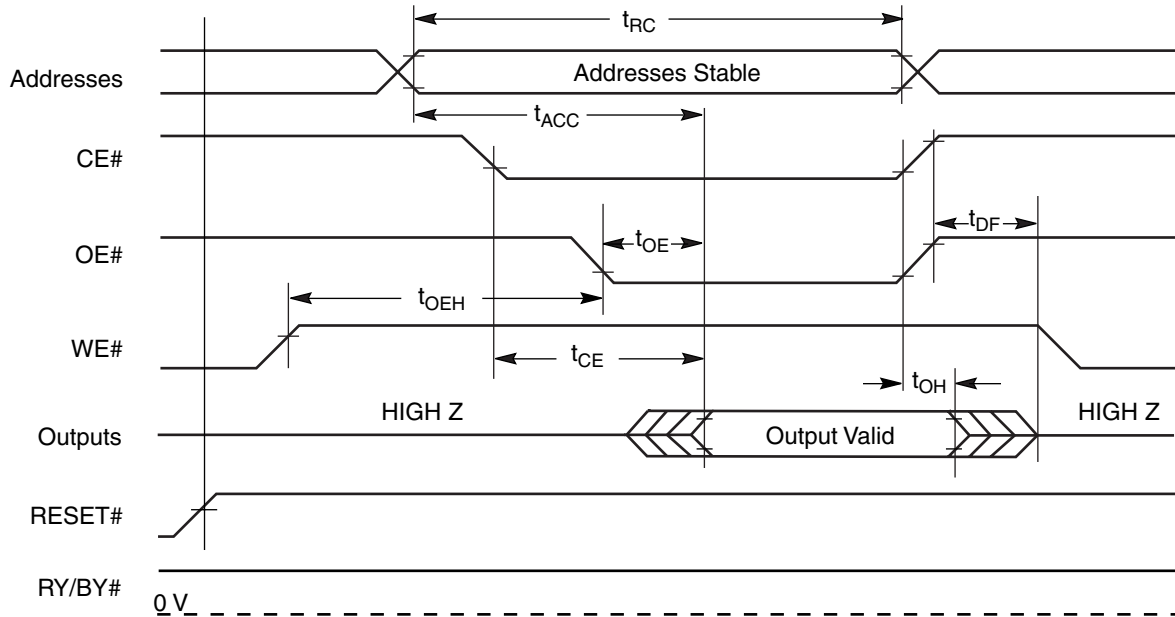 tRC
Addresses
Addresses Stable
tACC
CE#
tDF
OE#
tOE
tOEH
WE#
tCE
tOH
HIGH Z
HIGH Z
Outputs
Output Valid
RESET#
RY/BY#
0 V